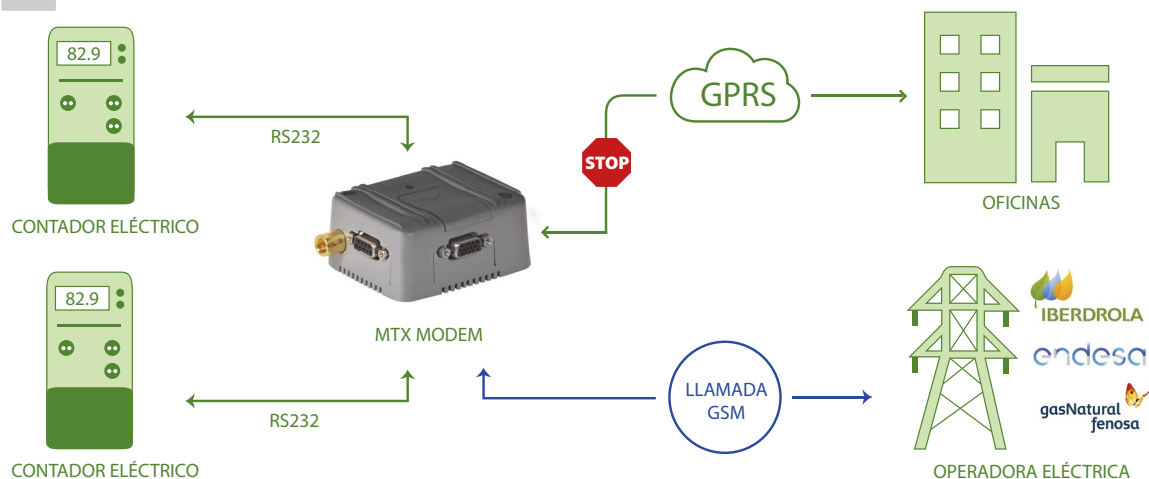 82.9
RS232
CONTADOR ELÉCTRICO
GPRS
STOP
OFICINAS
MTX MODEM
82.9
RS232
CONTADOR ELÉCTRICO
LLAMADA
GSM
IBERDROLA
endesa
gasNatural
fenosa
OPERADORA ELÉCTRICA